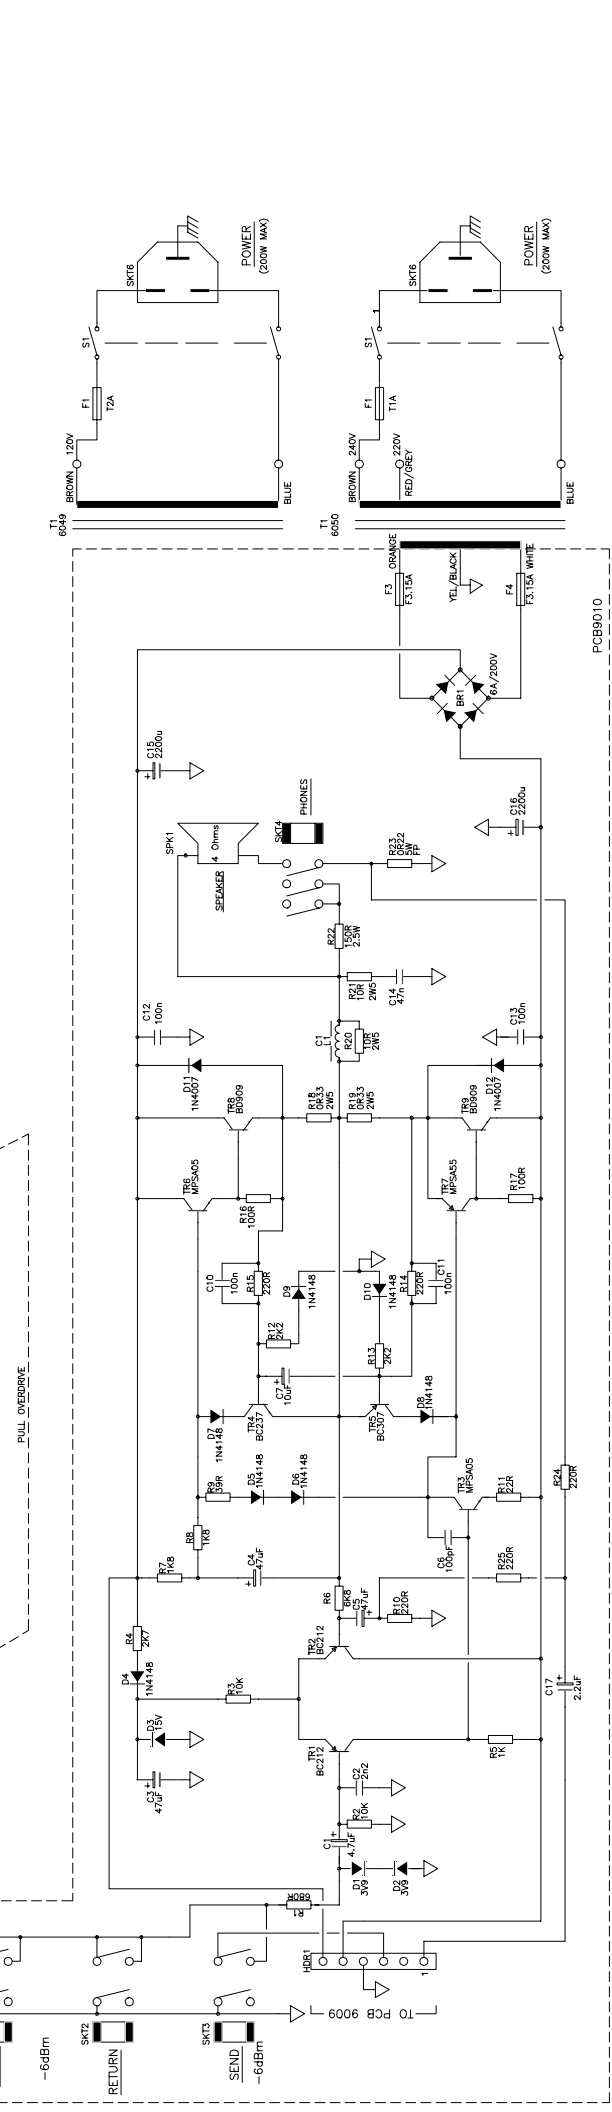 SKT6
POWER
(200W MAX)
S1
F1
T2A
120V
BROWN
BLUE
T1
6049
SKT6
POWER
(200W MAX)
1
S1
F1
T1A
240V
220V
BROWN
RED/GREY
BLUE
T1
6050
ORANGE
YEL/BLACK
WHITE
F3
F3.15A
F4
F3.15A
PCB9010
BR1
6A/200V
C15
2200u
C16
2200u
PHONES
SKT4
SPK1
4 Ohms
SPEAKER
R23
0R22
5W
FP
R22
150R
2.5W
R21
10R
2W5
C14
47n
C12
100n
C13
100n
L1
R20
10R
2W5
D11
1N4007
D12
1N4007
TR8
BD909
TR9
BD909
R18
0R33
2W5
R19
0R33
2W5
TR6
MPSA05
TR7
MPSA55
R16
100R
R17
100R
C10
100n
R15
220R
D9
1N4148
D10
1N4148
R14
220R
C11
100n
R12
2K2
R13
2K2
C7
10uF
D7
1N4148
TR4
BC237
TR5
BC307
D8
1N4148
PULL OVERDRIVE
R9
39R
D5
1N4148
D6
1N4148
TR3
MPSA05
R11
22R
R24
220R
R8
1K8
R7
1K8
C4
47uF
C6
100pF
R25
220R
R6
6K8
C5
47uF
R10
220R
R4
2K7
D4
1N4148
TR2
BC212
R3
10K
D3
15V
C3
47uF
TR1
BC212
R5
1K
C17
2.2uF
C2
2n2
R2
10K
C1
4.7uF
D1
3V9
D2
3V9
R1
680R
HDR1
1
TO PCB 9009
-6dBm
SKT2
RETURN
SKT3
SEND
-6dBm